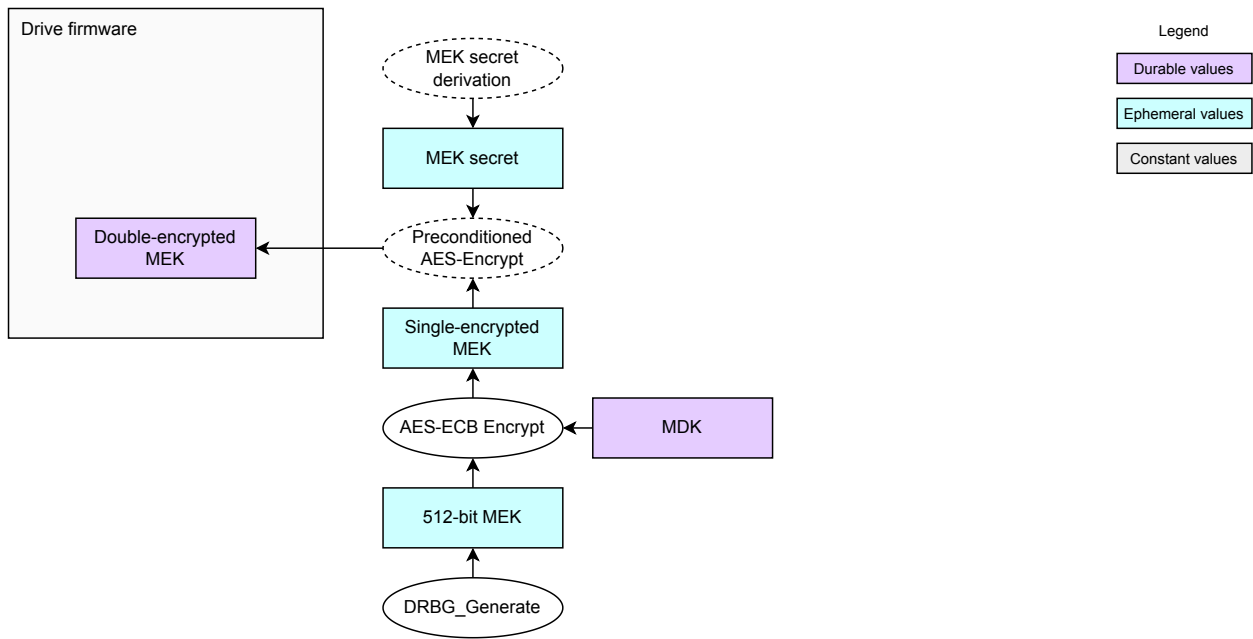 Drive firmware
MEK secret
derivation
MEK secret
Preconditioned
AES-Encrypt
Double-encrypted
MEK
Single-encrypted
MEK
AES-ECB Encrypt
MDK
512-bit MEK
DRBG_Generate
Legend
Durable values
Ephemeral values
Constant values